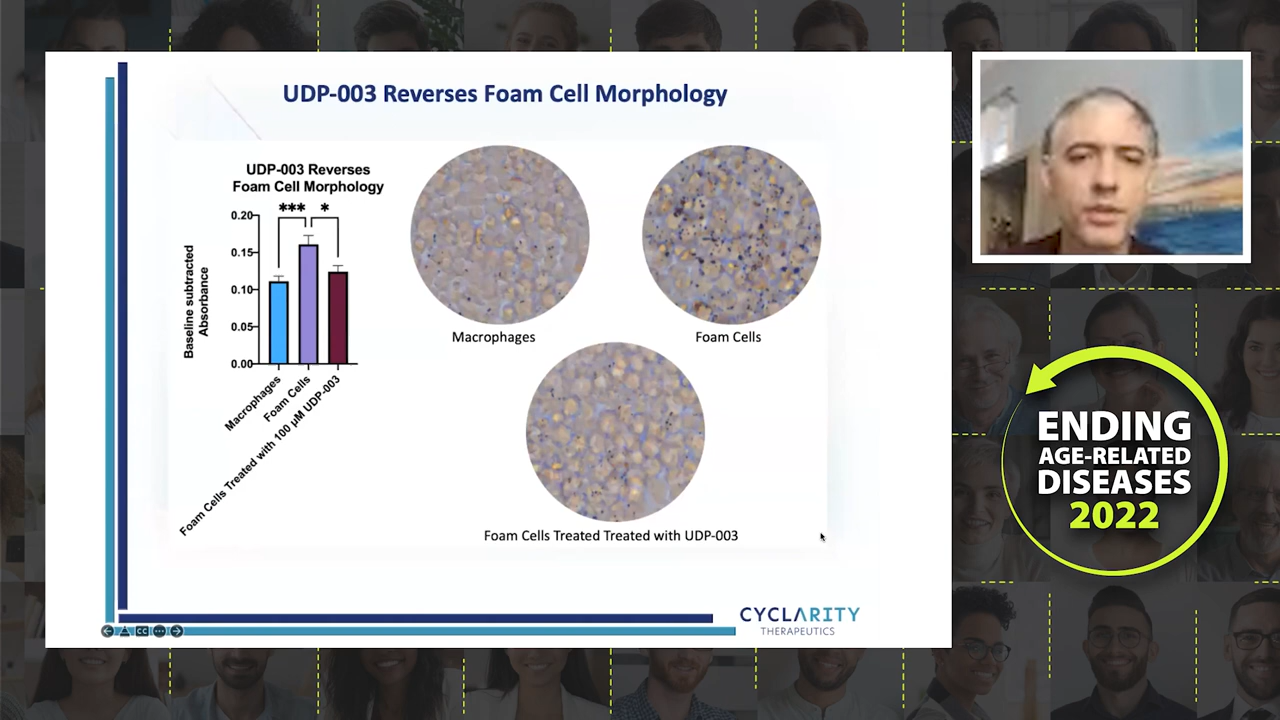 UDP-003 Reverses Foam Cell Morphology
UDP-003 Reverses
Foam Cell Morphology
***
*
0.20
0.15
0.10
0.05
0.00
Baseline subtracted
Absorbance
Macrophages
Foam Cells
Foam Cells Treated with 100 µM UDP-003
Macrophages
Foam Cells
Foam Cells Treated Treated with UDP-003
CC
CYCLARITY
THERAPEUTICS
ENDING
AGE-RELATED
DISEASES
2022